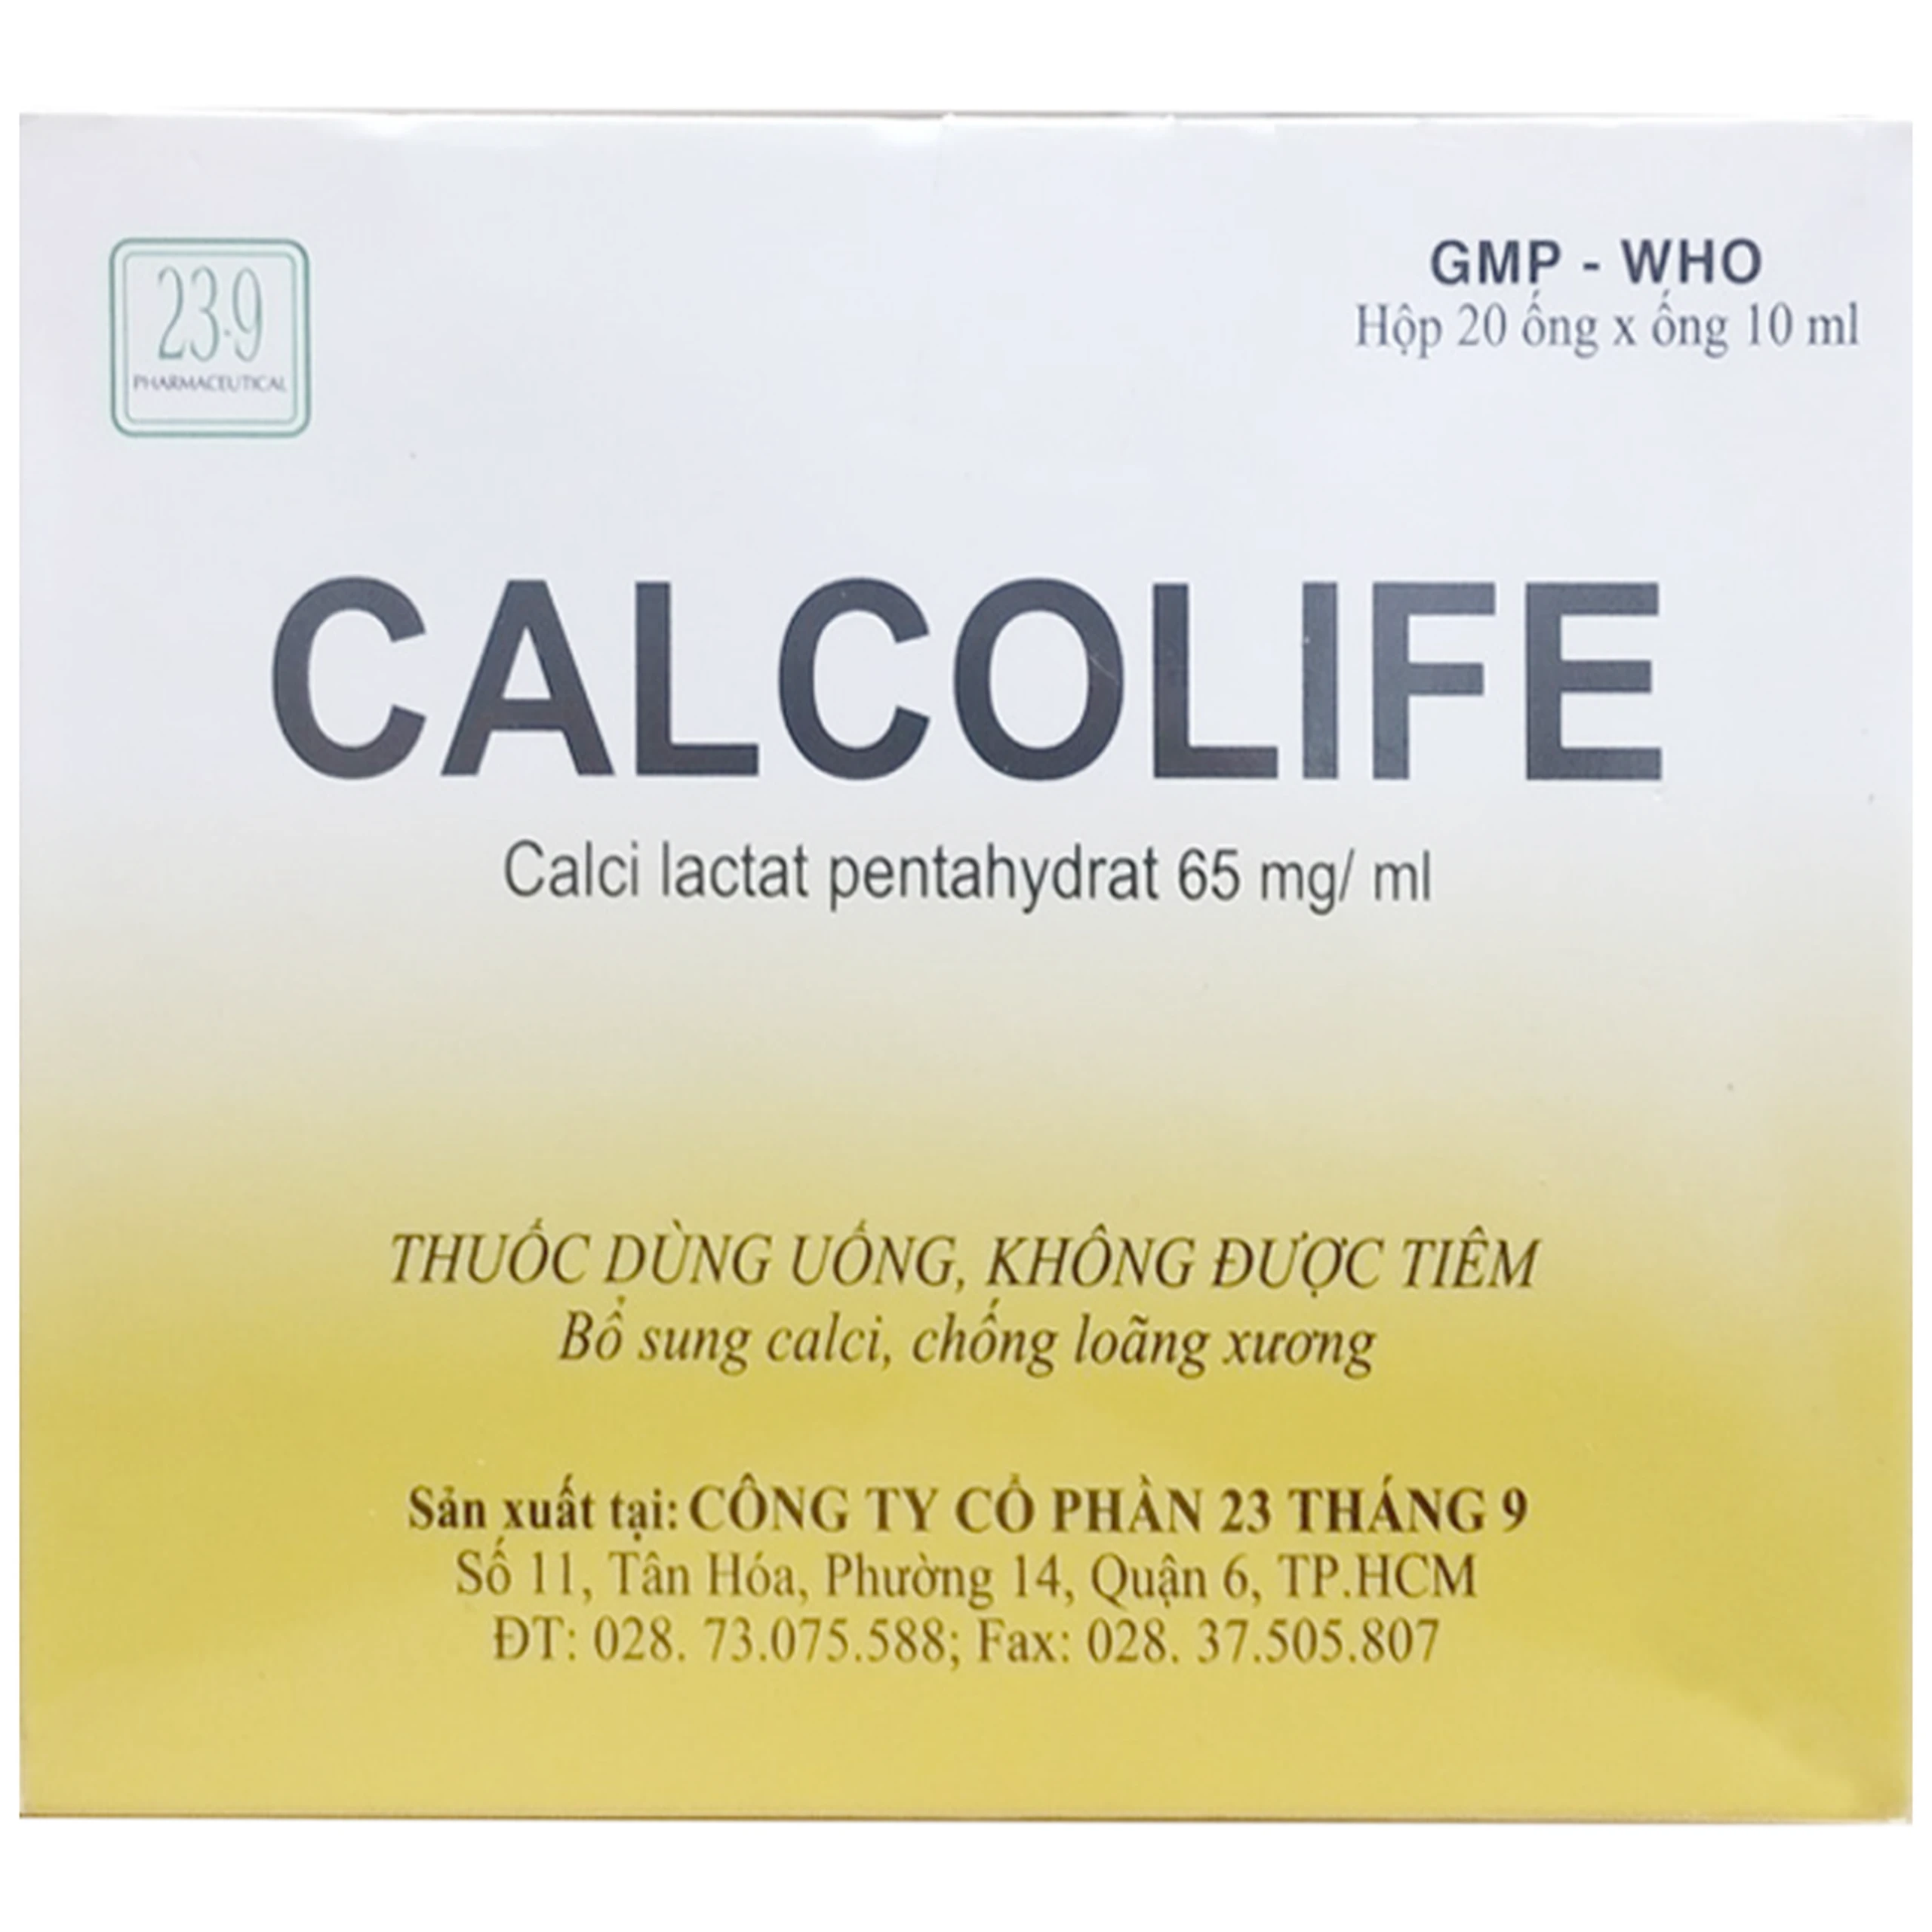 23.9
PHARMACEUTICAL
GMP - WHO
Hộp 20 ống x ống 10 ml
CALCOLIFE
Calci lactat pentahydrat 65 mg/ ml
THUỐC DÙNG UỐNG, KHÔNG ĐƯỢC TIÊM
Bổ sung calci, chống loãng xương
Sản xuất tại: CÔNG TY CỔ PHẦN 23 THÁNG 9
Số 11, Tân Hóa, Phường 14, Quận 6, TP.HCM
ĐT: 028. 73.075.588; Fax: 028. 37.505.807